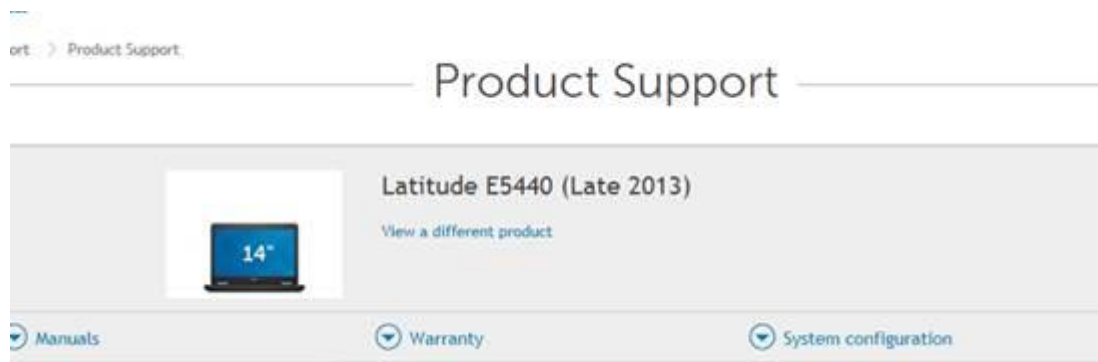 ort > Product Support
Product Support
Latitude E5440 (Late 2013)
View a different product
14"
Manuals
Warranty
System configuration